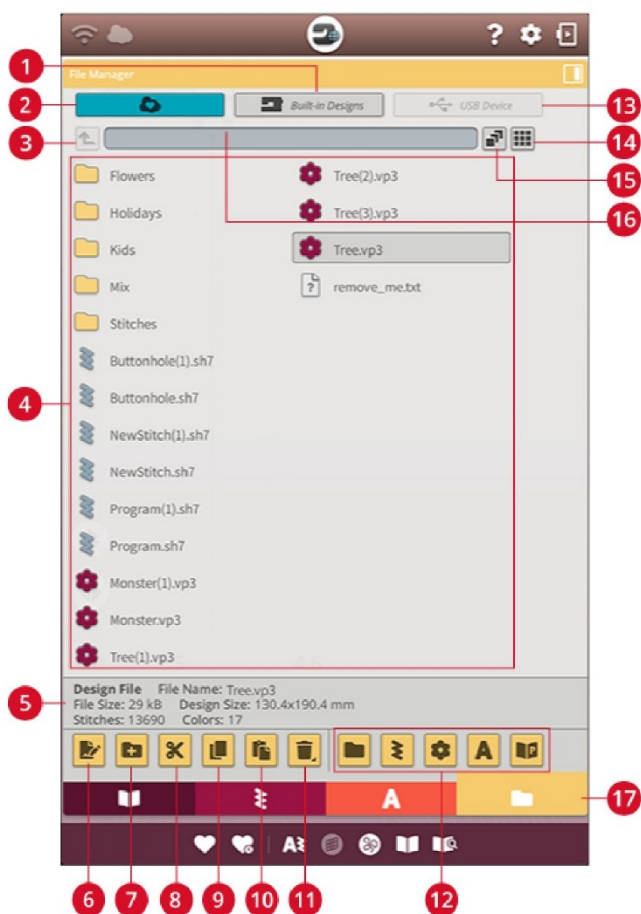 ?
File Manager
1
2
Built-in Designs
USB Device
13
3
14
15
16
Flowers
Tree(2).vp3
Holidays
Tree(3).vp3
Kids
Tree.vp3
Mix
?
remove_me.txt
Stitches
Buttonhole(1).sh7
4
Buttonhole.sh7
NewStitch(1).sh7
NewStitch.sh7
Program(1).sh7
Program.sh7
Monster(1).vp3
Monster.vp3
Tree(1).vp3
5
Design File File Name: Tree.vp3
File Size: 29 kB Design Size: 130.4x190.4 mm
Stitches: 13690 Colors: 17
A
A
17
A
6 7 8 9 10 11 12